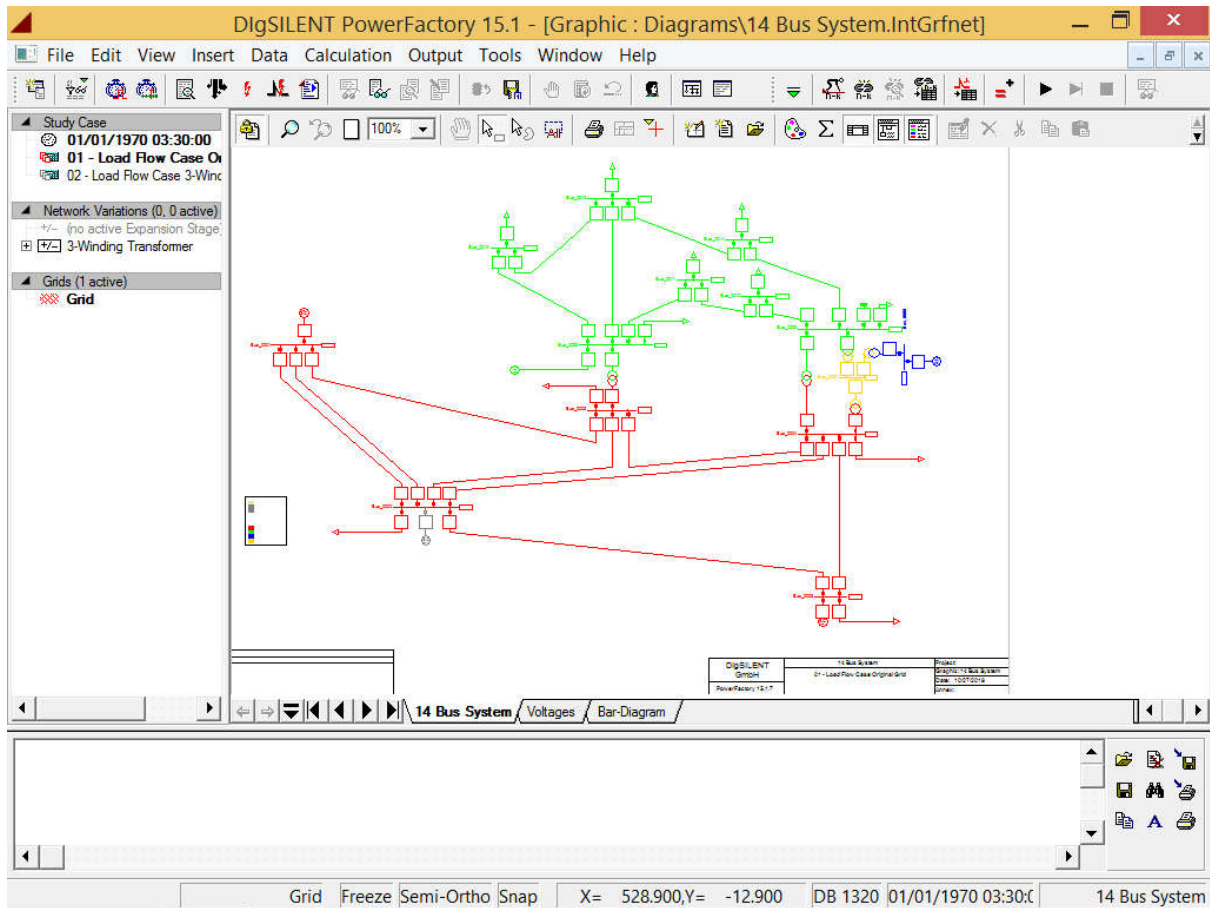 DIgSILENT PowerFactory 15.1 - [Graphic : Diagrams\14 Bus System.IntGrfnet]
File Edit View Insert Data Calculation Output Tools Window Help
100%
Study Case
01/01/1970 03:30:00
01 - Load Flow Case Or
02 - Load Flow Case 3-Winc
Network Variations (0, 0 active)
+/- (no active Expansion Stage)
+/- 3-Winding Transformer
Grids (1 active)
Grid
DIgSILENT
GmbH
PowerFactory 15.1.7
14 Bus System
01 - Load Flow Case Original Grid
Project:
Graphic: 14 Bus System
Date: 10/27/2018
Annex:
14 Bus System Voltages Bar-Diagram
Grid Freeze Semi-Ortho Snap X= 528.900,Y= -12.900 DB 1320 01/01/1970 03:30:( 14 Bus System